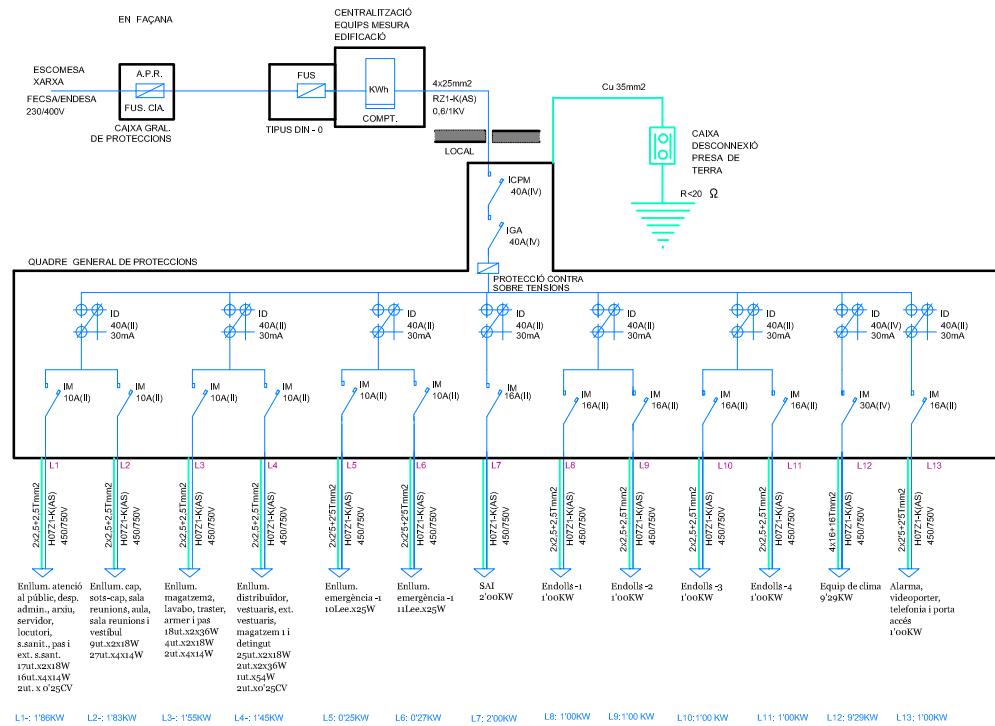 EN FAÇANA
CENTRALITZACIÓ
EQUIPS MESURA
EDIFICACIÓ
ESCOMESA
XARXA
FECSA/ENDESA
230/400V
A.P.R.
FUS. CIA.
CAIXA GRAL.
DE PROTECCIONS
FUS
TIPUS DIN - 0
KWh
COMPT.
4x25mm2
RZ1-K(AS)
0,6/1KV
LOCAL
Cu 35mm2
CAIXA
DESCONNEXIÓ
PRESA DE
TERRA
R<20 Ω
ICPM
40A(IV)
IGA
40A(IV)
QUADRE GENERAL DE PROTECCIONS
PROTECCIÓ CONTRA
SOBRE TENSIONS
ID
40A(II)
30mA
ID
40A(II)
30mA
ID
40A(II)
30mA
ID
40A(II)
30mA
ID
40A(II)
30mA
ID
40A(II)
30mA
ID
40A(IV)
30mA
ID
40A(II)
30mA
IM
10A(II)
IM
10A(II)
IM
10A(II)
IM
10A(II)
IM
10A(II)
IM
10A(II)
IM
16A(II)
IM
16A(II)
IM
16A(II)
IM
16A(II)
IM
16A(II)
IM
30A(IV)
IM
16A(II)
L1 L2 L3 L4 L5 L6 L7 L8 L9 L10 L11 L12 L13
2x2,5+2,5Tmm2
H07Z1-K(AS)
450/750V
2x2,5+2,5Tmm2
H07Z1-K(AS)
450/750V
2x2,5+2,5Tmm2
H07Z1-K(AS)
450/750V
2x2,5+2,5Tmm2
H07Z1-K(AS)
450/750V
2x2'5+2'5Tmm2
H07Z1-K(AS)
450/750V
2x2'5+2'5Tmm2
H07Z1-K(AS)
450/750V
2x2,5+2,5Tmm2
H07Z1-K(AS)
450/750V
2x2,5+2,5Tmm2
H07Z1-K(AS)
450/750V
2x2,5+2,5Tmm2
H07Z1-K(AS)
450/750V
2x2,5+2,5Tmm2
H07Z1-K(AS)
450/750V
2x2,5+2,5Tmm2
H07Z1-K(AS)
450/750V
4x16+16Tmm2
H07Z1-K(AS)
450/750V
2x2'5+2'5Tmm2
H07Z1-K(AS)
450/750V
Enllum. atenció
al públic, desp.
admin., arxiu,
servidor,
locutori,
s.sanit., pas i
ext. s.sant.
17ut.x2x18W
16ut.x4x14W
2ut. x 0'25CV
Enllum. cap,
sots-cap, sala
reunions, aula,
sala reunions i
vestíbul
9ut.x2x18W
27ut.x4x14W
Enllum.
magatzem2,
lavabo, traster,
armer i pas
18ut.x2x36W
4ut.x2x18W
2ut.x4x14W
Enllum.
distribuïdor,
vestuaris, ext.
vestuaris,
magatzem 1 i
detingut
25ut.x2x18W
2ut.x2x36W
1ut.x54W
2ut.x0'25CV
Enllum.
emergència -1
10Lee.x25W
Enllum.
emergència -1
11Lee.x25W
SAI
2'00KW
Endolls -1
1'00KW
Endolls -2
1'00KW
Endolls -3
1'00KW
Endolls -4
1'00KW
Equip de clima
9'29KW
Alarma,
videoporter,
telefonia i porta
accés
1'00KW
L1-: 1'86KW L2-: 1'83KW L3-: 1'55KW L4-: 1'45KW L5: 0'25KW L6: 0'27KW L7: 2'00KW L8: 1'00KW L9:1'00 KW L10:1'00 KW L11: 1'00KW L12: 9'29KW L13: 1'00KW